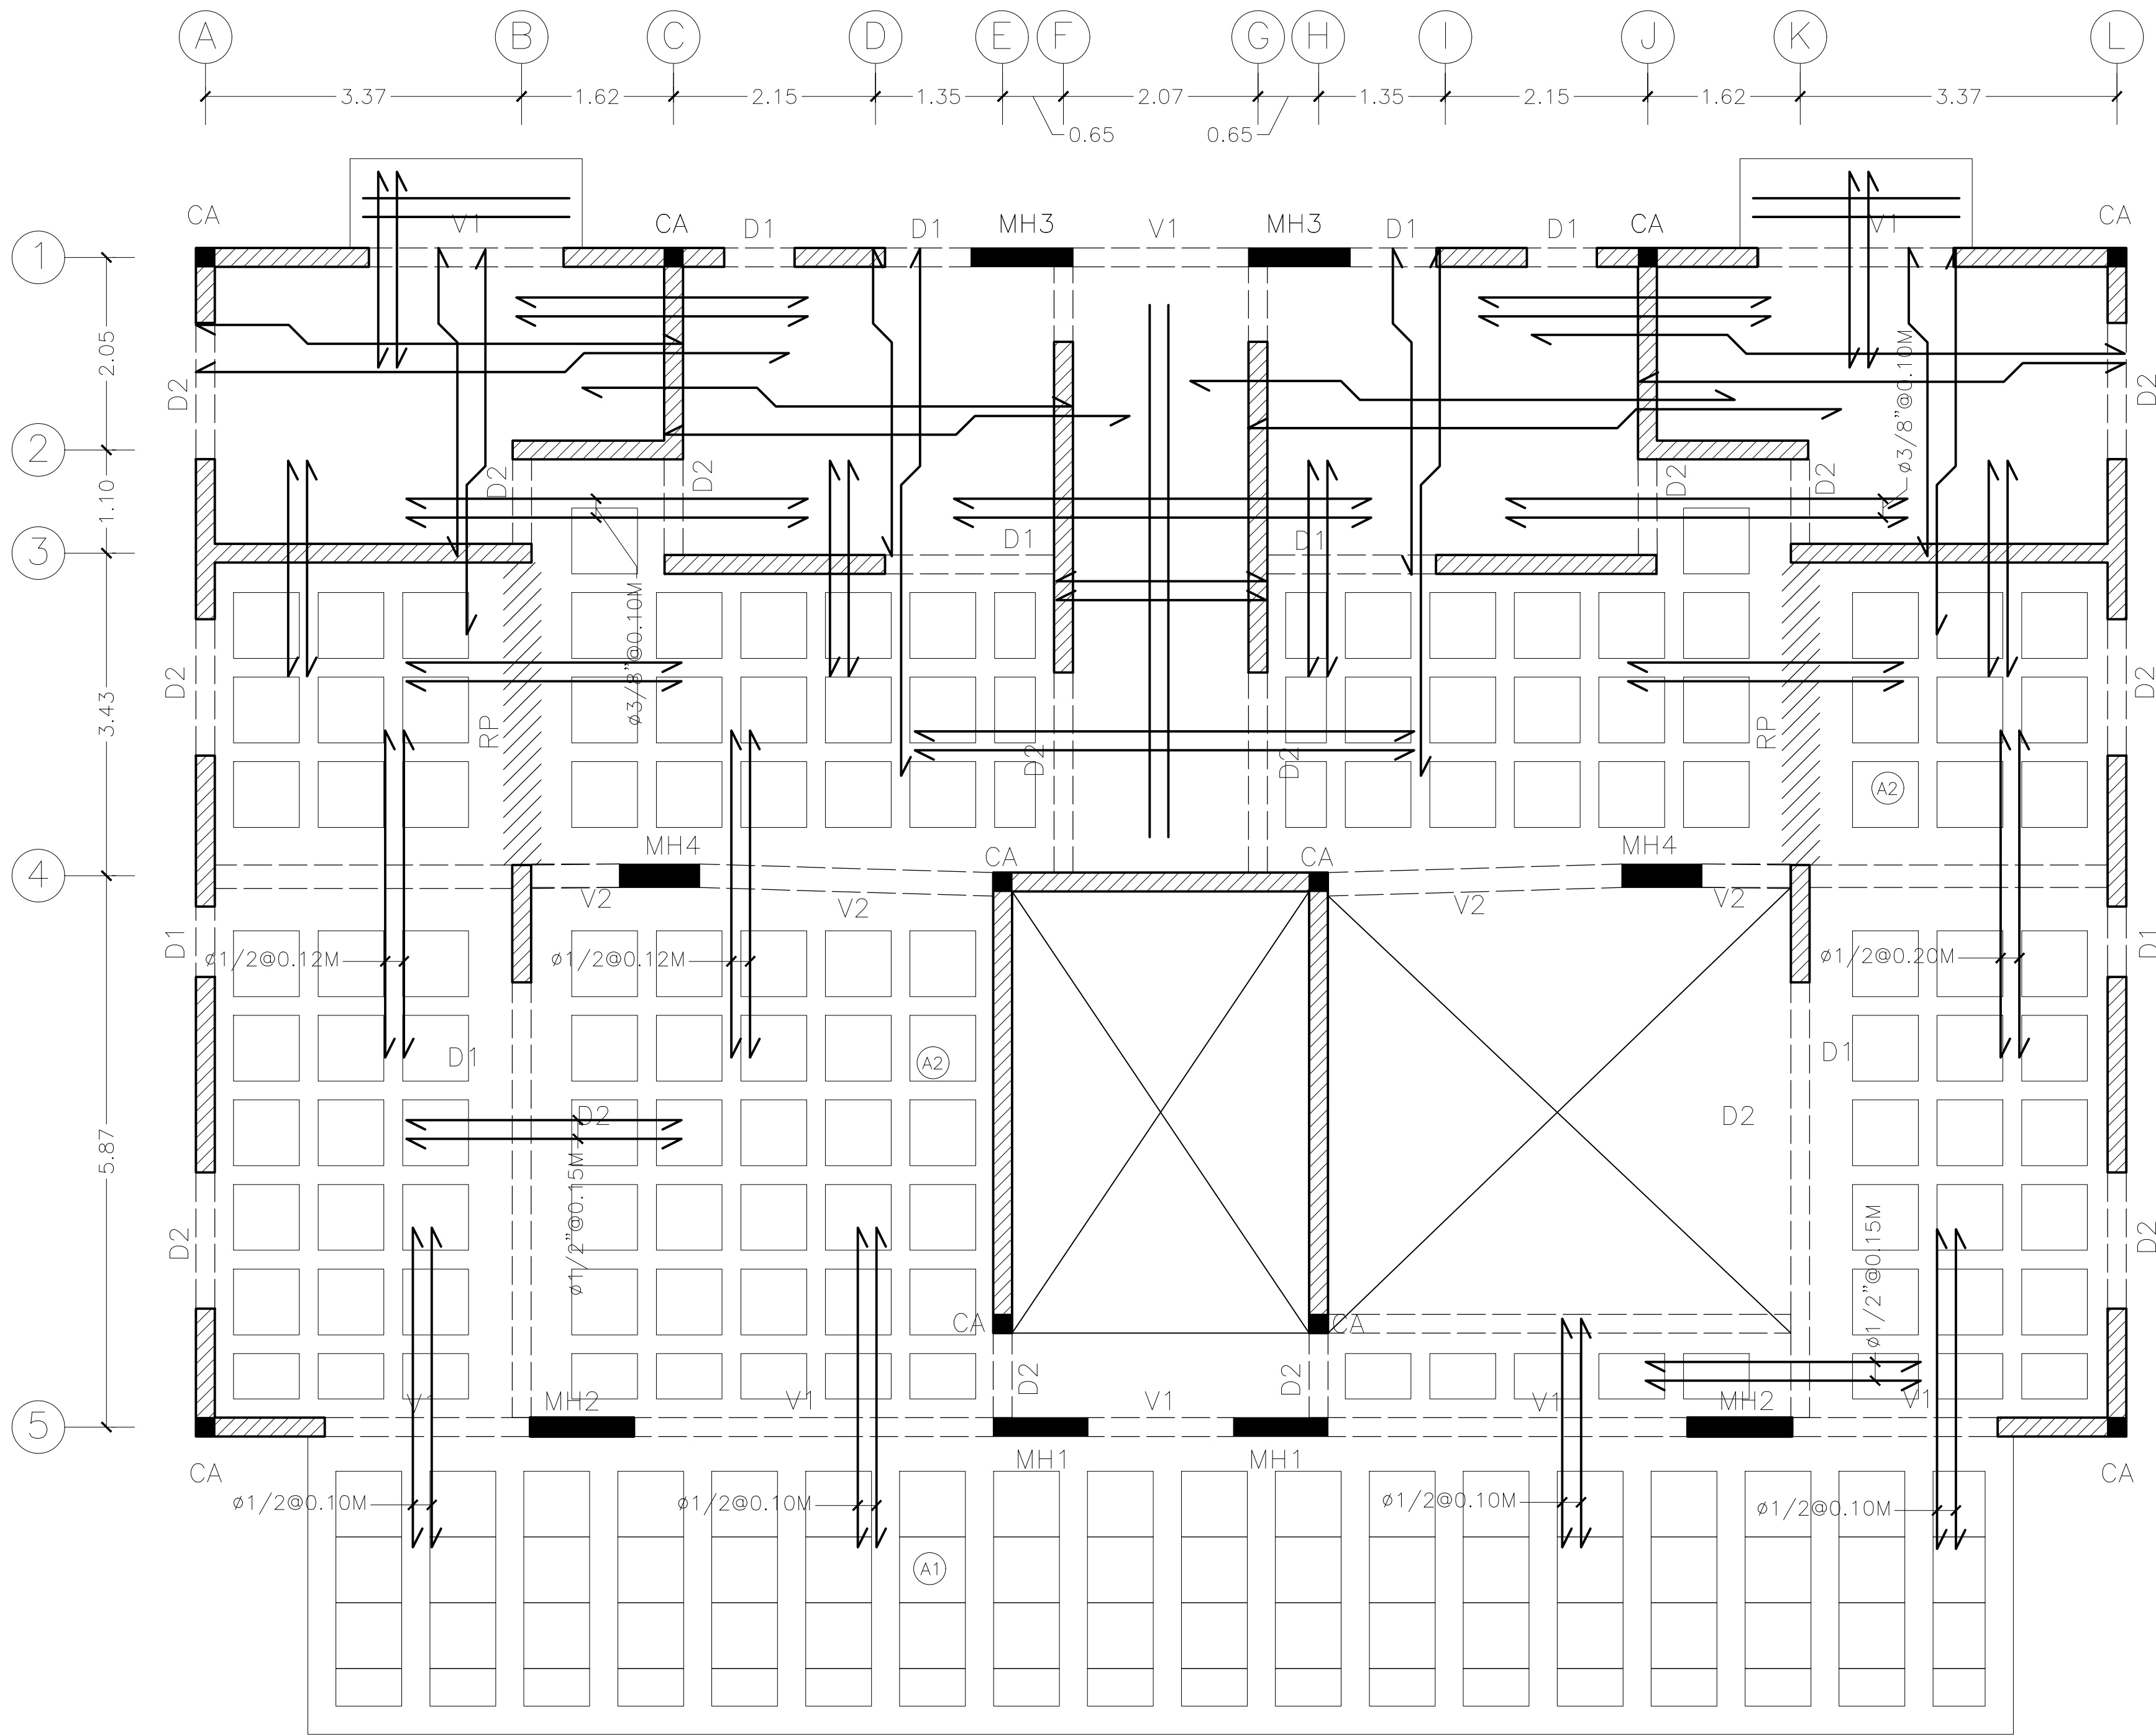 A B C D E F G H I J K L
3.37 1.62 2.15 1.35 2.07 1.35 2.15 1.62 3.37
0.65 0.65
CA V1 CA D1 D1 MH3 V1 MH3 D1 D1 CA V1 CA
1
2.05
D2 D2
ø3/8"@0.10M
2
D2 D2 D2 D2
1.10
3
D1 D1
ø3/8"@0.10M
3.43
D2 RP D2 D2 RP D2
A2
MH4 CA CA MH4
4
V2 V2 V2 V2
D1 ø1/2@0.12M ø1/2@0.12M ø1/2@0.20M D1
D1 A2 D1
D2 D2
5.87
ø1/2"@0.15M
D2 D2
ø1/2"@0.15M
CA CA
D2 D2
V1 MH2 V1 V1 V1 MH2 V1
5
CA MH1 MH1 CA
ø1/2@0.10M ø1/2@0.10M ø1/2@0.10M ø1/2@0.10M
A1